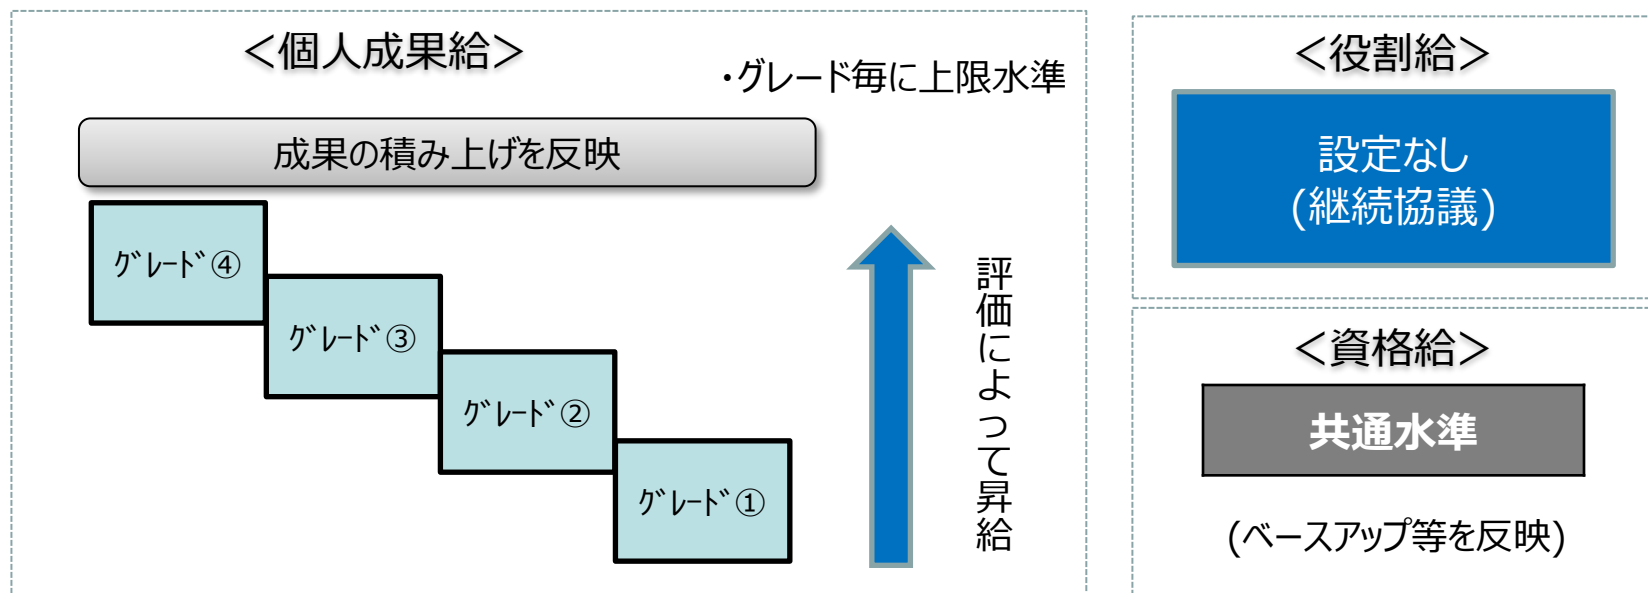 ＜個人成果給＞
・グレード毎に上限水準
成果の積み上げを反映
ｸﾞﾚｰﾄﾞ④
ｸﾞﾚｰﾄﾞ③
ｸﾞﾚｰﾄﾞ②
ｸﾞﾚｰﾄﾞ①
評価によって昇給
＜役割給＞
設定なし
(継続協議)
＜資格給＞
共通水準
(ベースアップ等を反映)